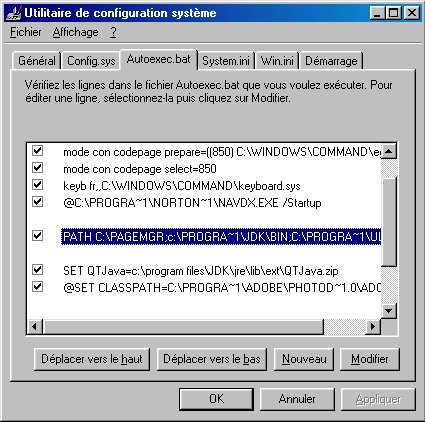 Utilitaire de configuration système
Fichier Affichage ?
Général Config.sys Autoexec.bat System.ini Win.ini Démarrage
Vérifiez les lignes dans le fichier Autoexec.bat que vous voulez exécuter. Pour
éditer une ligne, sélectionnez-la puis cliquez sur Modifier.
mode con codepage prepare=((850) C:\WINDOWS\COMMAND\e
mode con codepage select=850
keyb fr,,C:\WINDOWS\COMMAND\keyboard.sys
@C:\PROGRA~1\NORTON~1\NAVDX.EXE /Startup
PATH C:\PAGEMGR;c:\PROGRA~1\JDK\BIN;C:\PROGRA~1\UL
SET QTJava=c:\program files\JDK\jre\lib\ext\QTJava.zip
@SET CLASSPATH=C:\PROGRA~1\ADOBE\PHOTOD~1.0\ADO
Déplacer vers le haut Déplacer vers le bas Nouveau Modifier
OK Annuler Appliquer